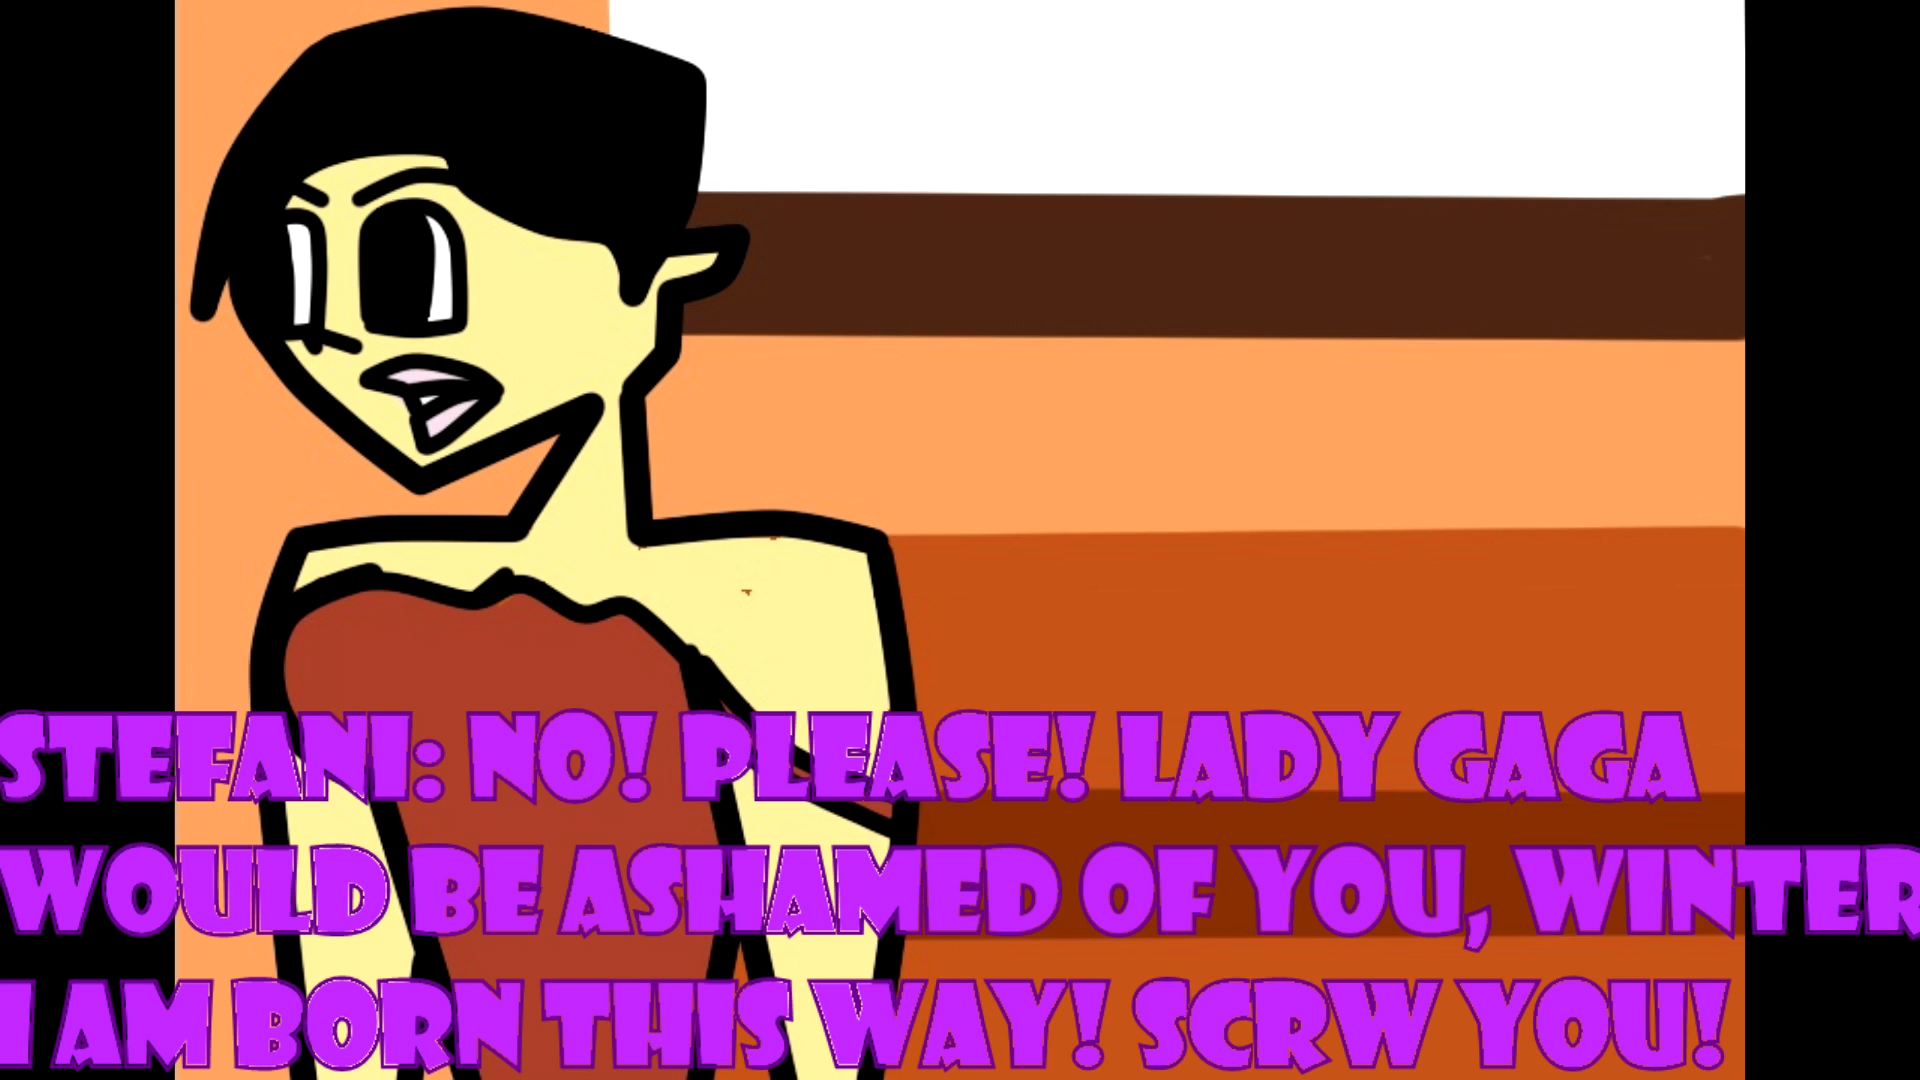 STEFANI: NO! PLEASE! LADY GAGA
WOULD BE ASHAMED OF YOU, WINTER
I AM BORN THIS WAY! SCRW YOU!